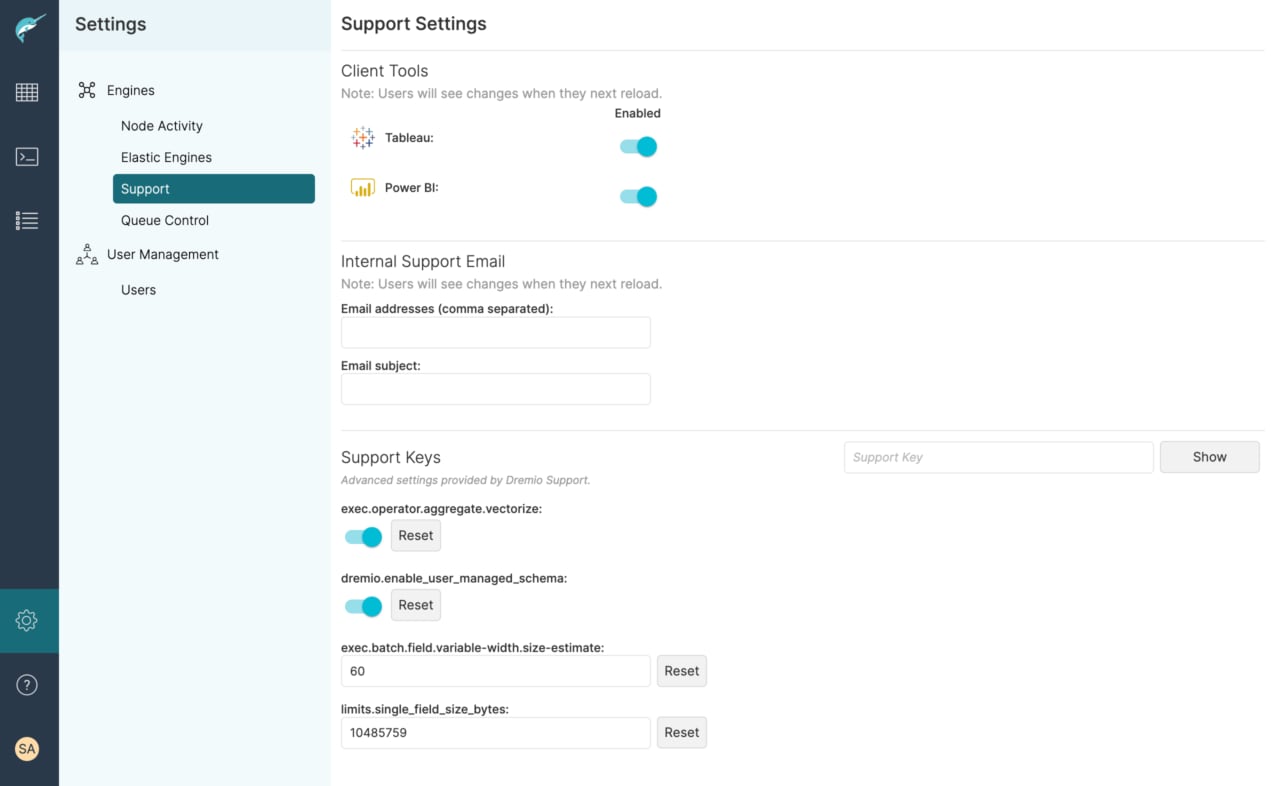 Settings
Engines
Node Activity
Elastic Engines
Support
Queue Control
User Management
Users
SA
Support Settings
Client Tools
Note: Users will see changes when they next reload.
Enabled
Tableau:
Power BI:
Internal Support Email
Note: Users will see changes when they next reload.
Email addresses (comma separated):
Email subject:
Support Keys
Support Key
Show
Advanced settings provided by Dremio Support.
exec.operator.aggregate.vectorize:
Reset
dremio.enable_user_managed_schema:
Reset
exec.batch.field.variable-width.size-estimate:
60
Reset
limits.single_field_size_bytes:
10485759
Reset